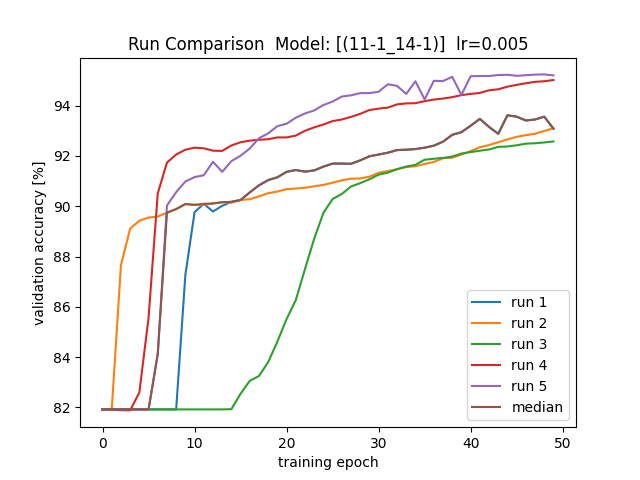 Run Comparison  Model: [(11-1_14-1)]  lr=0.005
validation accuracy [%]
94
92
90
88
86
84
82
0 10 20 30 40 50
training epoch
run 1
run 2
run 3
run 4
run 5
median